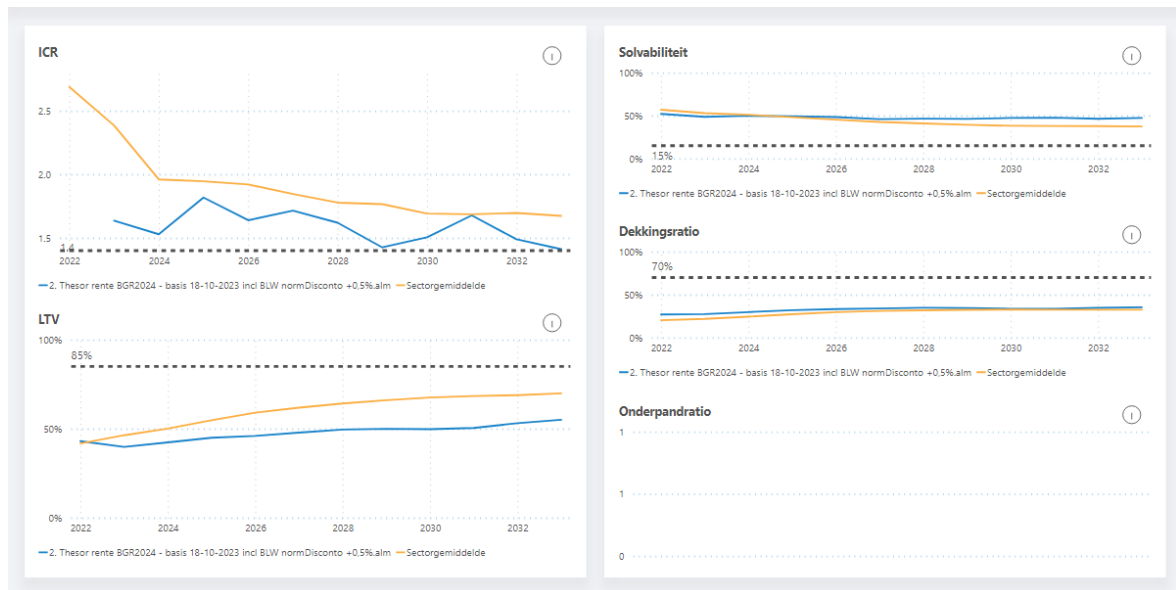 ICR
2.5
2.0
1.5
1.4
2022 2024 2026 2028 2030 2032
2. Thesor rente BGR2024 - basis 18-10-2023 incl BLW normDisconto +0,5%.alm Sectorgemiddelde
LTV
100%
85%
50%
0%
2022 2024 2026 2028 2030 2032
2. Thesor rente BGR2024 - basis 18-10-2023 incl BLW normDisconto +0,5%.alm Sectorgemiddelde
Solvabiliteit
100%
50%
15%
0%
2022 2024 2026 2028 2030 2032
2. Thesor rente BGR2024 - basis 18-10-2023 incl BLW normDisconto +0,5%.alm Sectorgemiddelde
Dekkingsratio
100%
70%
50%
0%
2022 2024 2026 2028 2030 2032
2. Thesor rente BGR2024 - basis 18-10-2023 incl BLW normDisconto +0,5%.alm Sectorgemiddelde
Onderpandratio
1
1
0